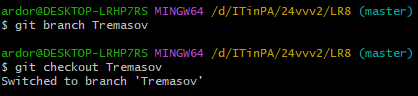 ardor@DESKTOP-LRHP7RS MINGW64 /d/ITinPA/24vvv2/LR8 (master)
$ git branch Tremasov
ardor@DESKTOP-LRHP7RS MINGW64 /d/ITinPA/24vvv2/LR8 (master)
$ git checkout Tremasov
Switched to branch 'Tremasov'